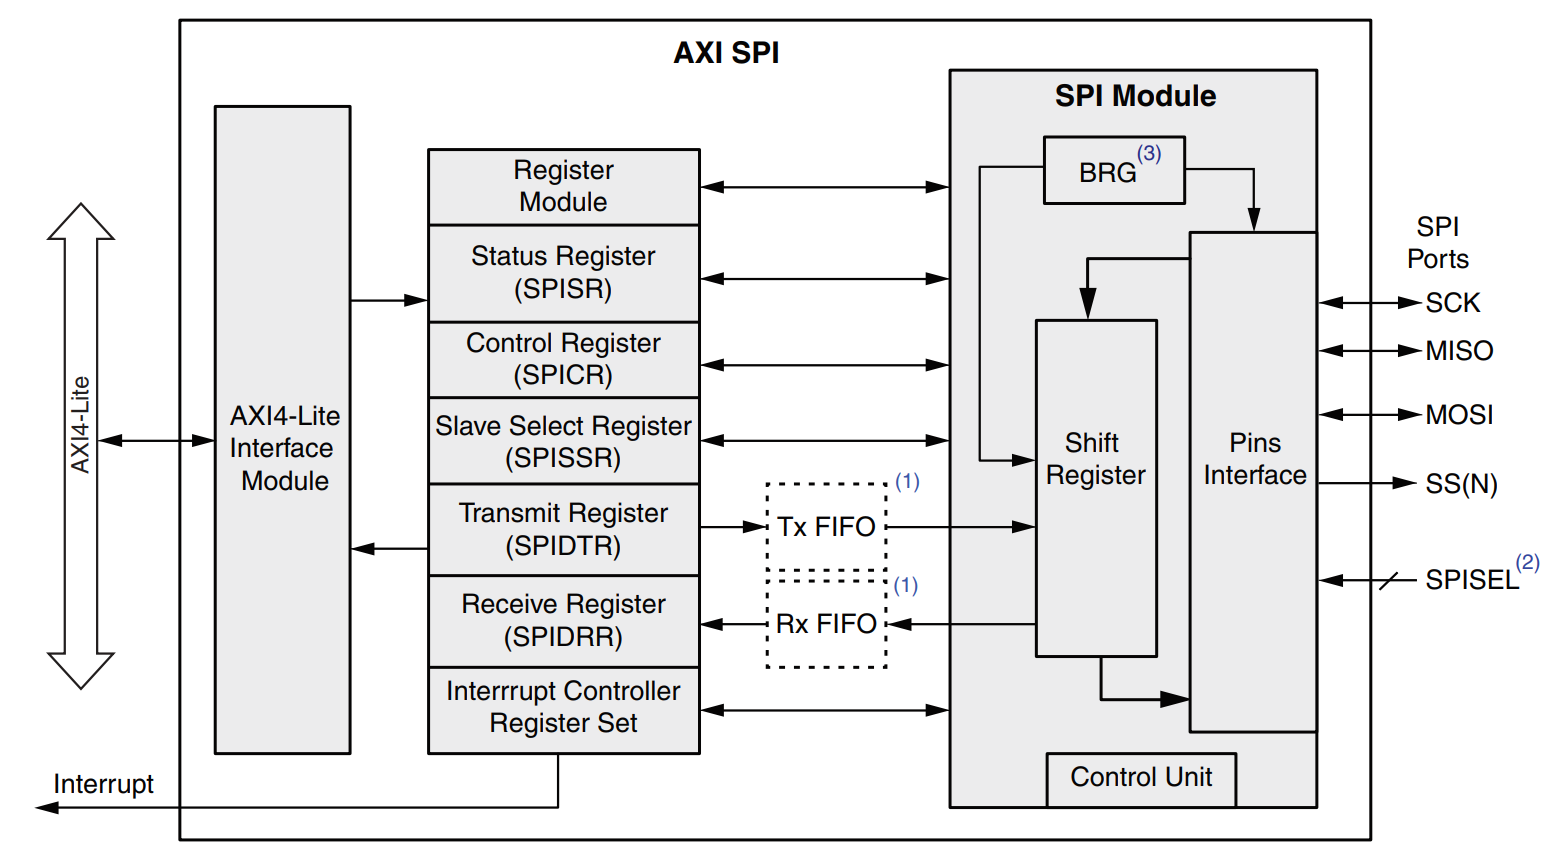 AXI SPI
SPI Module
BRG(3)
Register
Module
Status Register
(SPISR)
Control Register
(SPICR)
Slave Select Register
(SPISSR)
Transmit Register
(SPIDTR)
Receive Register
(SPIDRR)
Interrrupt Controller
Register Set
AXI4-Lite
AXI4-Lite
Interface
Module
Tx FIFO
(1)
Rx FIFO
(1)
Shift
Register
Pins
Interface
Control Unit
SPI
Ports
SCK
MISO
MOSI
SS(N)
SPISEL(2)
Interrupt